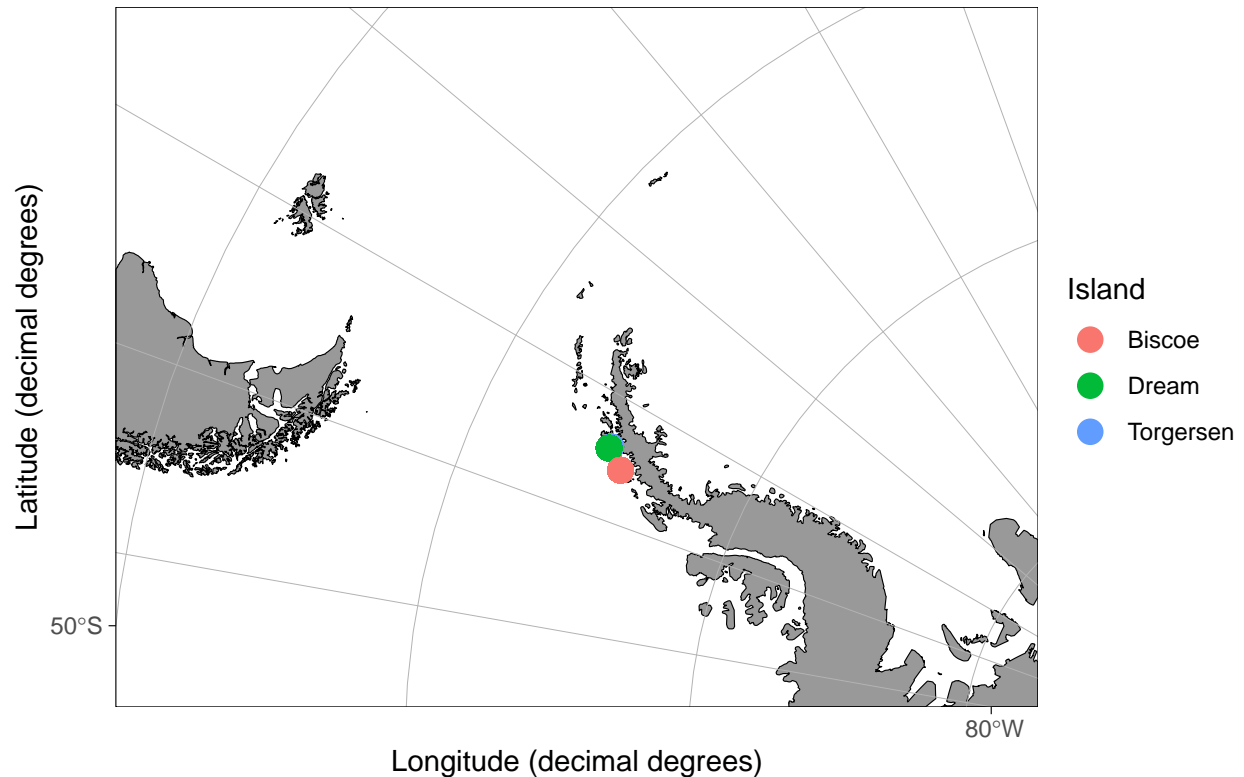 Latitude (decimal degrees)
50°S
80°W
Longitude (decimal degrees)
Island
Biscoe
Dream
Torgersen